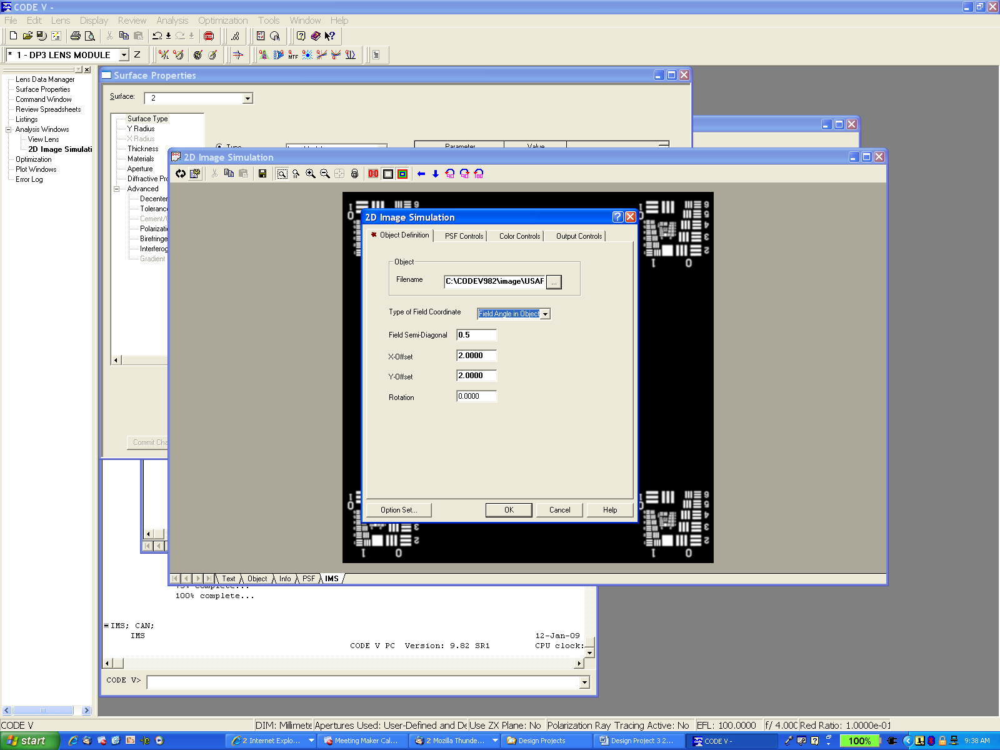 CODE V -
File Edit Lens Display Review Analysis Optimization Tools Window Help
* 1 - DP3 LENS MODULE Z
MTF
Lens Data Manager
Surface Properties
Command Window
Review Spreadsheets
Listings
Analysis Windows
View Lens
2D Image Simulati
Optimization
Plot Windows
Error Log
Surface Properties
Surface: 2
Surface Type
Y Radius
X Radius
Thickness
Materials
Aperture
Diffractive Pro
Advanced
Decenter
Toleranc
Cement/
Polarizati
Birefringe
Interferog
Gradient
Type
Parameter Value
Commit Cha
2D Image Simulation
2D Image Simulation
Object Definition PSF Controls Color Controls Output Controls
Object
Filename C:\CODEV982\image\USAF ...
Type of Field Coordinate Field Angle in Object
Field Semi-Diagonal 0.5
X-Offset 2.0000
Y-Offset 2.0000
Rotation 0.0000
Option Set... OK Cancel Help
Text Object Info PSF IMS
100% complete...
IMS; CAN;
IMS 12-Jan-09
CODE V PC Version: 9.82 SR1 CPU clock:
CODE V>
CODE V DIM: Millimete Apertures Used: User-Defined and De Use ZX Plane: No Polarization Ray Tracing Active: No EFL: 100.0000 f/ 4.000 Red Ratio: 1.0000e-01
start 2 Internet Explo... Meeting Maker Cal... 2 Mozilla Thunde... Design Projects Design Project 3 2... CODE V - 100% 9:38 AM